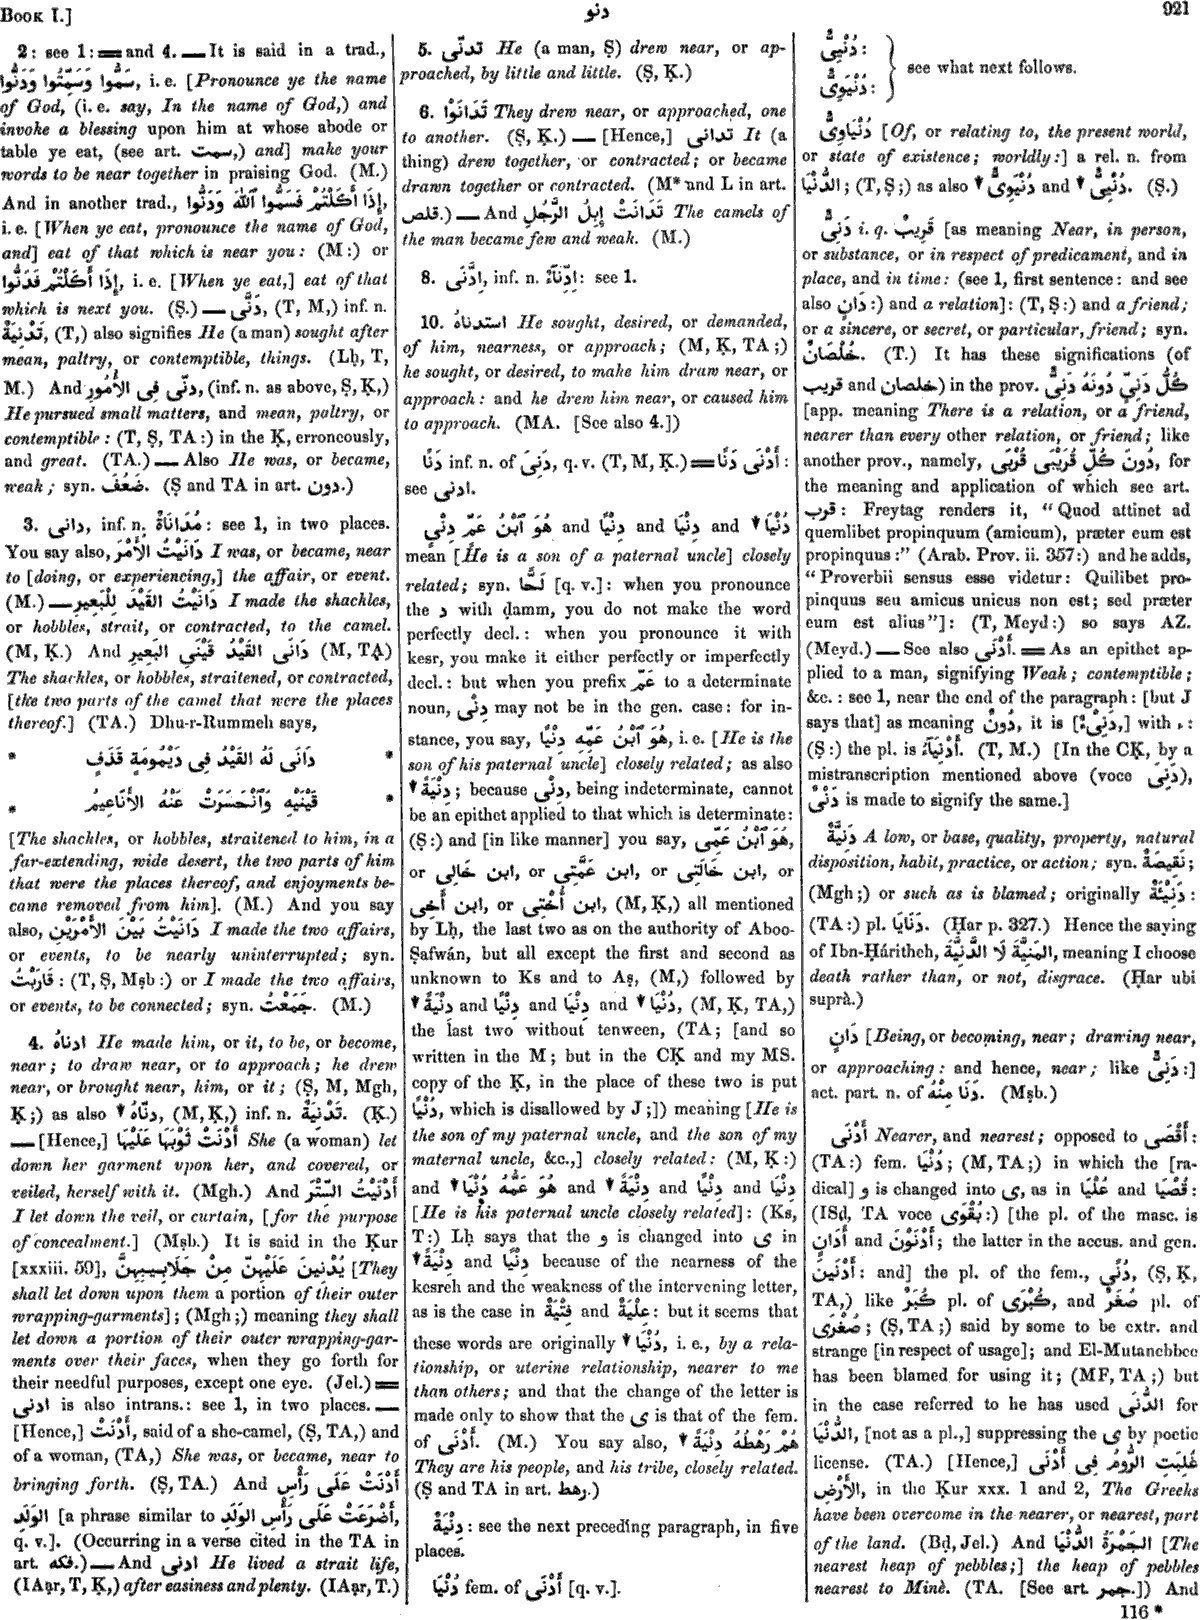 BOOK I.]
دنو
921
2: see 1:══and 4.—It is said in a trad.,
سَمُّوا وَسَمِّتُوا وَدَنُّوا, i. e. [Pronounce ye the name
of God, (i. e. say, In the name of God,) and
invoke a blessing upon him at whose abode or
table ye eat, (see art. سمت,) and] make your
words to be near together in praising God. (M.)
And in another trad., إِذَا أَكَلْتُمْ فَسَمُّوا ٱللّٰهَ وَدَنُّوا,
i. e. [When ye eat, pronounce the name of God,
and] eat of that which is near you: (M:) or
إِذَا أَكَلْتُمْ فَدَنُّوا, i. e. [When ye eat,] eat of that
which is next you. (Ṣ.)—دَنَّى, (T, M,) inf. n.
تَدْنِيَةٌ, (T,) also signifies He (a man) sought after
mean, paltry, or contemptible, things. (Lḥ, T,
M.) And دنّى فِى الأُمُورِ, (inf. n. as above, Ṣ, Ḳ,)
He pursued small matters, and mean, paltry, or
contemptible: (T, Ṣ, TA:) in the Ḳ, erroneously,
and great. (TA.)—Also He was, or became,
weak; syn. ضَعُفَ. (Ṣ and TA in art. دون.)
3. دانى, inf. n. مُدَانَاةٌ: see 1, in two places.
You say also, دَانَيْتُ الأَمْرَ I was, or became, near
to [doing, or experiencing,] the affair, or event.
(M.)—دَانَيْتُ القَيْدَ لِلْبَعِيرِ I made the shackles,
or hobbles, strait, or contracted, to the camel.
(M, Ḳ.) And دَانَى القَيْدُ قَيْنَىِ البَعِيرِ (M, TA)
The shackles, or hobbles, straitened, or contracted,
[the two parts of the camel that were the places
thereof.] (TA.) Dhu-r-Rummeh says,
* دَانَى لَهُ القَيْدُ فِى دَيْمُومَةٍ قَذَفٍ *
* قَيْنَيْهِ وَٱنْحَسَرَتْ عَنْهُ الأَنَاعِيمُ *
[The shackles, or hobbles, straitened to him, in a
far-extending, wide desert, the two parts of him
that were the places thereof, and enjoyments be-
came removed from him]. (M.) And you say
also, دَانَيْتُ بَيْنَ الأَمْرَيْنِ I made the two affairs,
or events, to be nearly uninterrupted; syn.
قَارَبْتُ: (T, Ṣ, Mṣb:) or I made the two affairs,
or events, to be connected; syn. جَمَعْتُ. (M.)
4. ادناهُ He made him, or it, to be, or become,
near; to draw near, or to approach; he drew
near, or brought near, him, or it; (Ṣ, M, Mgh,
Ḳ;) as also ▼ دنّاهُ, (M, Ḳ,) inf. n. تَدْنِيَةٌ. (Ḳ.)
—[Hence,] أَدْنَتْ ثَوْبَهَا عَلَيْهَا She (a woman) let
down her garment upon her, and covered, or
veiled, herself with it. (Mgh.) And أَدْنَيْتُ السِّتْرَ
I let down the veil, or curtain, [for the purpose
of concealment.] (Mṣb.) It is said in the Ḳur
[xxxiii. 59], يُدْنِينَ عَلَيْهِنَّ مِنْ جَلَابِيبِهِنَّ [They
shall let down upon them a portion of their outer
wrapping-garments]; (Mgh;) meaning they shall
let down a portion of their outer wrapping-gar-
ments over their faces, when they go forth for
their needful purposes, except one eye. (Jel.)══
ادنى is also intrans.: see 1, in two places.—
[Hence,] أَدْنَتْ, said of a she-camel, (Ṣ, TA,) and
of a woman, (TA,) She was, or became, near to
bringing forth. (Ṣ, TA.) And أَدْنَتْ عَلَى رَأْسِ
الوَلَدِ [a phrase similar to أَضْرَعَتْ عَلَى رَأْسِ الوَلَدِ,
q. v.]. (Occurring in a verse cited in the TA in
art. فكه.)—And ادنى He lived a strait life,
(IAạr, T, Ḳ,) after easiness and plenty. (IAạr, T.)
5. تدنّى He (a man, Ṣ) drew near, or ap-
proached, by little and little. (Ṣ, Ḳ.)
6. تَدَانَوْا They drew near, or approached, one
to another. (Ṣ, Ḳ.)—[Hence,] تدانى It (a
thing) drew together, or contracted; or became
drawn together or contracted. (M* and L in art.
قلص.)—And تَدَانَتْ إِبِلُ الرَّجُلِ The camels of
the man became few and weak. (M.)
8. اِدَّنَى, inf. n. اِدِّنَآءٌ: see 1.
10. استدناهُ He sought, desired, or demanded,
of him, nearness, or approach; (M, Ḳ, TA;)
he sought, or desired, to make him draw near, or
approach: and he drew him near, or caused him
to approach. (MA. [See also 4.])
دَنًا inf. n. of دَنِىَ, q. v. (T, M, Ḳ.)══أَدْنَى دَنًا:
see ادنى.
هُوَ ٱبْنُ عَمٍّ دِنْىٍ and دِنْيًا and دِنْيَا and ▼ دُنْيَا
mean [He is a son of a paternal uncle] closely
related; syn. لَحًّا [q. v.]: when you pronounce
the د with ḍamm, you do not make the word
perfectly decl.: when you pronounce it with
kesr, you make it either perfectly or imperfectly
decl.: but when you prefix عَمّ to a determinate
noun, دِنْى may not be in the gen. case: for in-
stance, you say, هُوَ ٱبْنُ عَمِّهِ دِنْيًا, i. e. [He is the
son of his paternal uncle] closely related; as also
▼ دِنْيَةً; because دِنْى, being indeterminate, cannot
be an epithet applied to that which is determinate:
(Ṣ:) and [in like manner] you say, هُوَ ٱبْنُ عَمِّى,
or ابن خَالِى, or ابن عَمَّتِى, or ابن خَالَتِى, or
ابن أَخِى, or ابن أُخْتِى, (M, Ḳ,) all mentioned
by Lḥ, the last two as on the authority of Aboo-
Ṣafwán, but all except the first and second as
unknown to Ks and to Aṣ, (M,) followed by
▼ دِنْيَةً and دِنْيًا and دِنْيَا and ▼ دُنْيَا, (M, Ḳ, TA,)
the last two without tenween, (TA; [and so
written in the M; but in the CḲ and my MS.
copy of the Ḳ, in the place of these two is put
دُنْيًا, which is disallowed by J;]) meaning [He is
the son of my paternal uncle, and the son of my
maternal uncle, &c.,] closely related: (M, Ḳ:)
and هُوَ عَمُّهُ دُنْيَا ▼ and ▼ دِنْيَةً and دِنْيًا and دِنْيَا
[He is his paternal uncle closely related]: (Ks,
T:) Lḥ says that the و is changed into ى in
▼ دِنْيَةً and دِنْيًا because of the nearness of the
kesreh and the weakness of the intervening letter,
as is the case in فِتْيَةٌ and عِلْيَةٌ: but it seems that
these words are originally ▼ دُنْيَا, i. e., by a rela-
tionship, or uterine relationship, nearer to me
than others; and that the change of the letter is
made only to show that the ى is that of the fem.
of أَدْنَى. (M.) You say also, ▼ هُمْ رَهْطُهُ دِنْيَةً
They are his people, and his tribe, closely related.
(Ṣ and TA in art. رهط.)
دِنْيَةٌ: see the next preceding paragraph, in five
places.
دُنْيَا fem. of أَدْنَى [q. v.].
دُنْيِىٌّ:
دُنْيَوِىٌّ:
see what next follows.
دُنْيَاوِىٌّ [Of, or relating to, the present world,
or state of existence; worldly:] a rel. n. from
الدُّنْيَا; (T, Ṣ;) as also ▼ دُنْيَوِىٌّ and ▼ دُنْيِىٌّ. (Ṣ.)
دَنِىٌّ i. q. قَرِيبٌ [as meaning Near, in person,
or substance, or in respect of predicament, and in
place, and in time: (see 1, first sentence: and see
also دَانٍ:) and a relation]: (T, Ṣ:) and a friend;
or a sincere, or secret, or particular, friend; syn.
خُلْصَانٌ. (T.) It has these significations (of
قريب and خلصان) in the prov. كُلُّ دَنِىٍّ دُونَهُ دَنِىٌّ
[app. meaning There is a relation, or a friend,
nearer than every other relation, or friend; like
another prov., namely, دُونَ كُلِّ قُرَيْبَى قُرْبَى, for
the meaning and application of which see art.
قرب: Freytag renders it, "Quod attinet ad
quemlibet propinquum (amicum), præter eum est
propinquus:" (Arab. Prov. ii. 357:) and he adds,
"Proverbii sensus esse videtur: Quilibet pro-
pinquus seu amicus unicus non est; sed præter
eum est alius"]: (T, Meyd:) so says AZ.
(Meyd.)—See also أَدْنَى.══As an epithet ap-
plied to a man, signifying Weak; contemptible;
&c.: see 1, near the end of the paragraph: [but J
says that] as meaning دُونٌ, it is [دَنِىْءٌ,] with ء:
(Ṣ:) the pl. is أَدْنِيَآءُ. (T, M.) [In the CḲ, by a
mistranscription mentioned above (voce دَنِىَ),
دَنْىٌ is made to signify the same.]
دَنِيَّةٌ A low, or base, quality, property, natural
disposition, habit, practice, or action; syn. نَقِيصَةٌ;
(Mgh;) or such as is blamed; originally دَنِيْئَةٌ:
(TA:) pl. دَنَايَا. (Ḥar p. 327.) Hence the saying
of Ibn-Ḥáritheh, المَنِيَّةَ لَا الدَّنِيَّةَ, meaning I choose
death rather than, or not, disgrace. (Ḥar ubi
suprà.)
دَانٍ [Being, or becoming, near; drawing near,
or approaching: and hence, near; like دَنِىٌّ:]
act. part. n. of دَنَا مِنْهُ. (Mṣb.)
أَدْنَى Nearer, and nearest; opposed to أَقْصَى:
(TA:) fem. دُنْيَا; (M, TA;) in which the [ra-
dical] و is changed into ى, as in عُلْيَا and قُصْيَا:
(ISd, TA voce بَقْوَى:) [the pl. of the masc. is
أَدَانٍ and أَدْنَوْنَ; the latter in the accus. and gen.
أَدْنَيْنَ: and] the pl. of the fem., دُنًى, (Ṣ, Ḳ,
TA,) like كُبَرٌ pl. of كُبْرَى, and صُغَرٌ pl. of
صُغْرَى; (Ṣ, TA;) said by some to be extr. and
strange [in respect of usage]; and El-Mutanebbee
has been blamed for using it; (MF, TA;) but
in the case referred to he has used الدُّنَى for
الدُّنْيَا, [not as a pl.,] suppressing the ى by poetic
license. (TA.) [Hence,] غُلِبَتِ الرُّومُ فِى أَدْنَى
الأَرْضِ, in the Ḳur xxx. 1 and 2, The Greeks
have been overcome in the nearer, or nearest, part
of the land. (Bḍ, Jel.) And الجَمْرَةُ الدُّنْيَا [The
nearest heap of pebbles;] the heap of pebbles
nearest to Minè. (TA. [See art. جمر.]) And
116 *